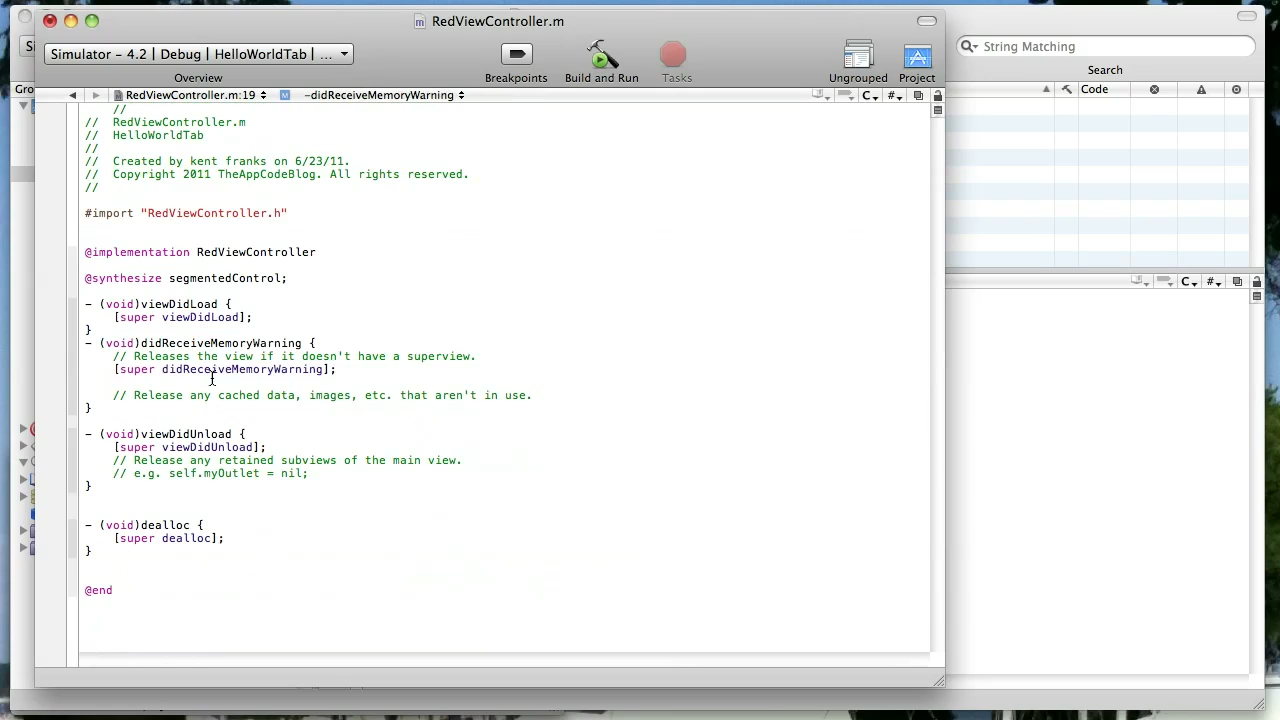 RedViewController.m
Simulator - 4.2 | Debug | HelloWorldTab | ...
Overview
Breakpoints
Build and Run
Tasks
Ungrouped
Project
String Matching
Search
RedViewController.m:19
M
-didReceiveMemoryWarning
C
#
Gro
Code
//
//  RedViewController.m
//  HelloWorldTab
//
//  Created by kent franks on 6/23/11.
//  Copyright 2011 TheAppCodeBlog. All rights reserved.
//
#import "RedViewController.h"
@implementation RedViewController
@synthesize segmentedControl;
- (void)viewDidLoad {
    [super viewDidLoad];
}
- (void)didReceiveMemoryWarning {
    // Releases the view if it doesn't have a superview.
    [super didReceiveMemoryWarning];
    // Release any cached data, images, etc. that aren't in use.
}
- (void)viewDidUnload {
    [super viewDidUnload];
    // Release any retained subviews of the main view.
    // e.g. self.myOutlet = nil;
}
- (void)dealloc {
    [super dealloc];
}
@end
C
#